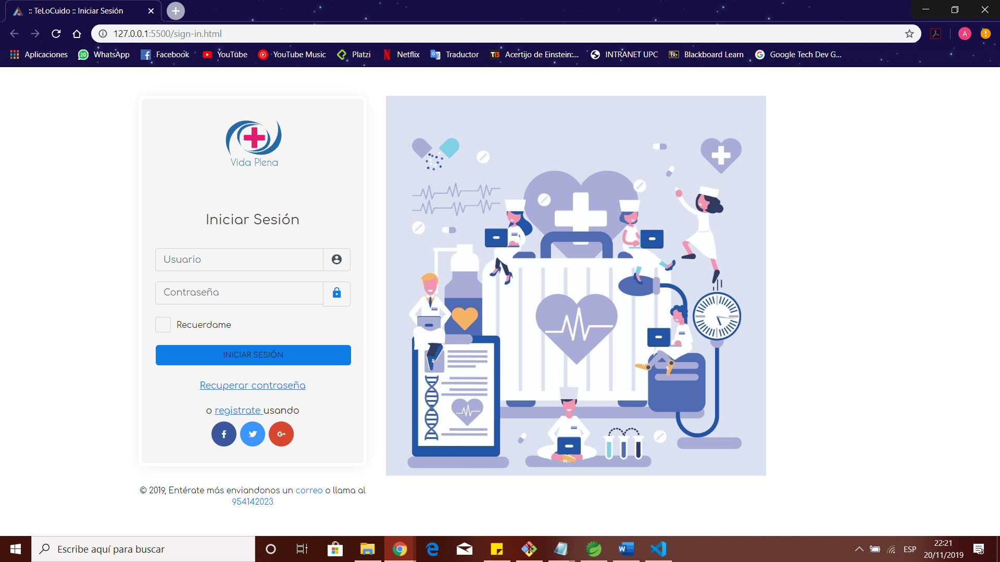 :: TeLoCuido :: Iniciar Sesión
127.0.0.1:5500/sign-in.html
A
Aplicaciones
20 WhatsApp
Facebook
YouTube
YouTube Music
Platzi
Netflix
Traductor
Acertijo de Einstein:...
INTRANET UPC
Bb Blackboard Learn
Google Tech Dev G...
Vida Plena
Iniciar Sesión
Usuario
Contraseña
Recuerdame
INICIAR SESIÓN
Recuperar contraseña
o registrate usando
© 2019, Entérate más enviandonos un correo o llama al
954142023
Escribe aquí para buscar
ESP
22:21
20/11/2019